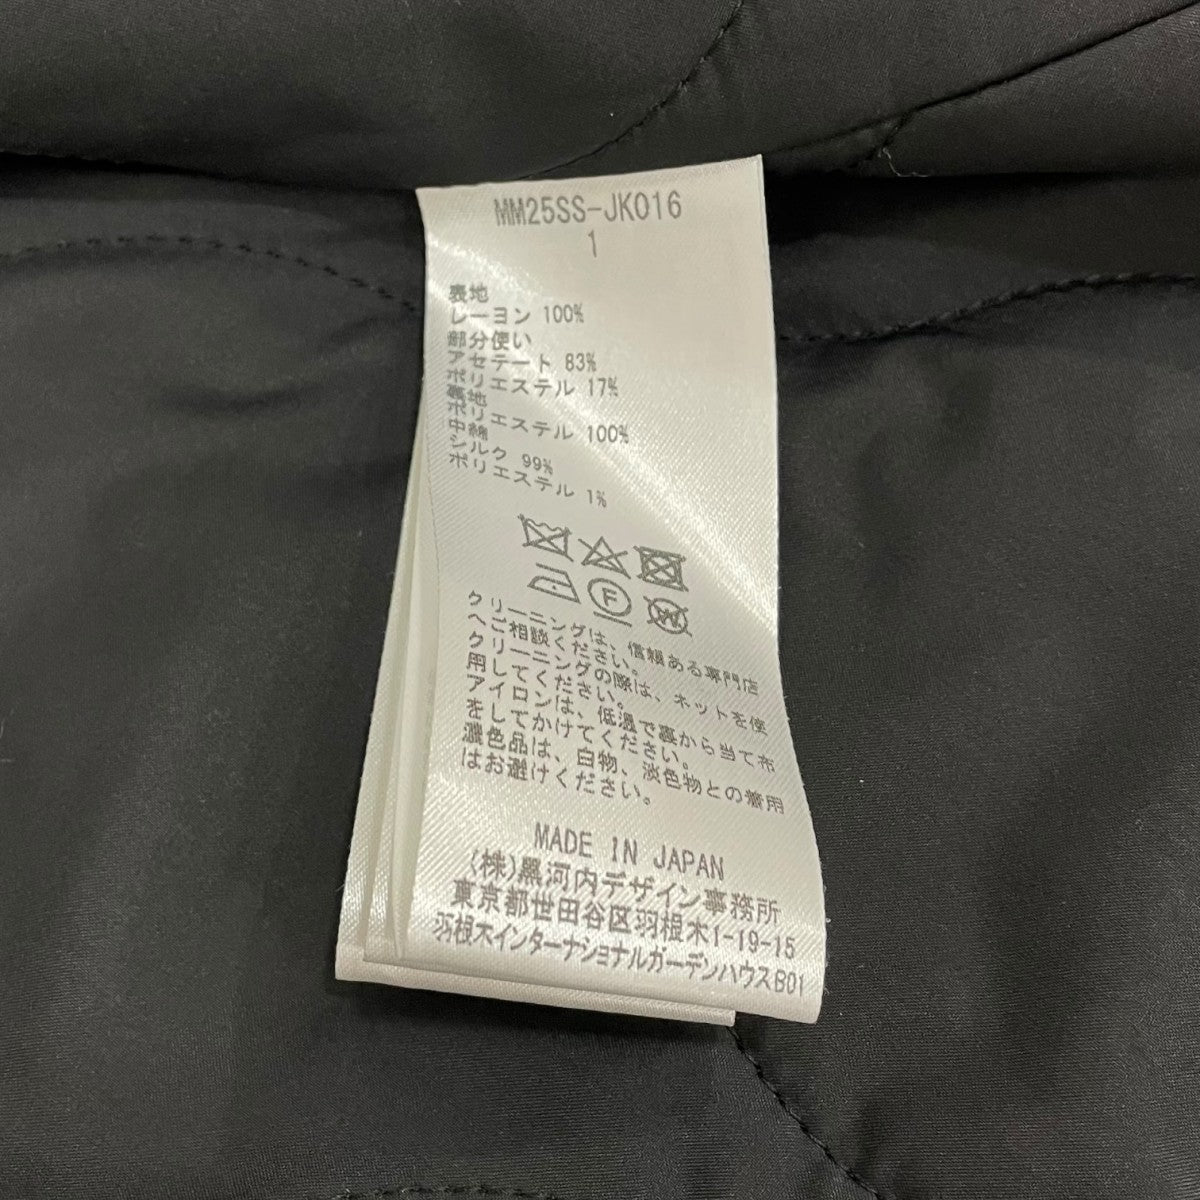 MM25SS-JK016
1
表地
レーヨン 100%
部分使い
アセテート 83%
ポリエステル 17%
裏地
ポリエステル 100%
中綿
シルク 99%
ポリエステル 1%
F
W
クリーニングは、信頼ある専門店
へご相談ください。
クリーニングの際は、ネットを使
用してください。
アイロンは、低温で裏から当て布
をしてかけてください。
濃色品は、白物、淡色物との着用
はお避けください。
MADE IN JAPAN
(株)黒河内デザイン事務所
東京都世田谷区羽根木1-19-15
羽根木インターナショナルガーデンハウスB01